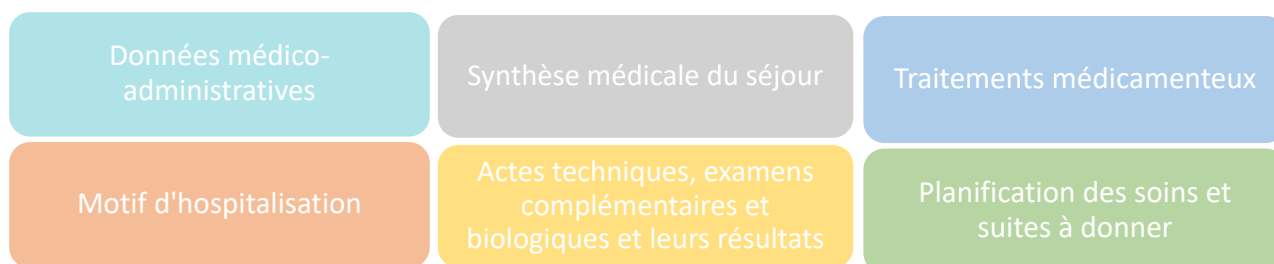 Données médico-
administratives
Synthèse médicale du séjour
Traitements médicamenteux
Motif d'hospitalisation
Actes techniques, examens
complémentaires et
biologiques et leurs résultats
Planification des soins et
suites à donner